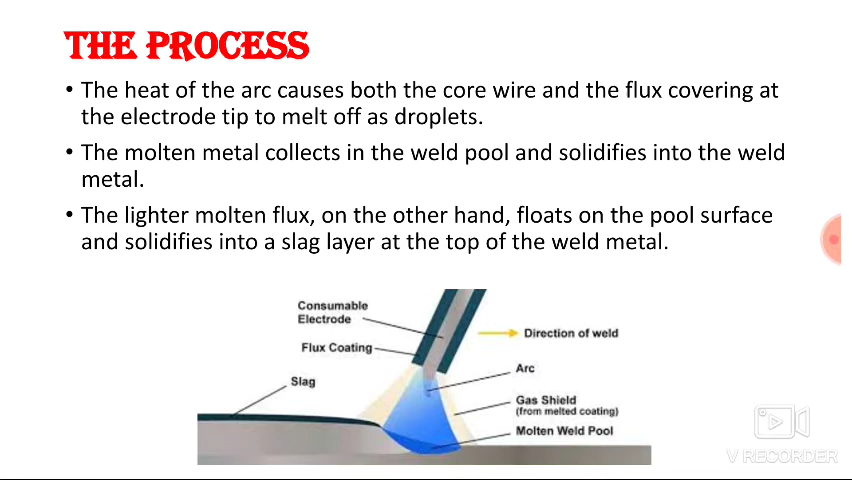 THE PROCESS
• The heat of the arc causes both the core wire and the flux covering at
the electrode tip to melt off as droplets.
• The molten metal collects in the weld pool and solidifies into the weld
metal.
• The lighter molten flux, on the other hand, floats on the pool surface
and solidifies into a slag layer at the top of the weld metal.
Consumable
Electrode
Direction of weld
Flux Coating
Arc
Slag
Gas Shield
(from melted coating)
Molten Weld Pool
V RECORDER